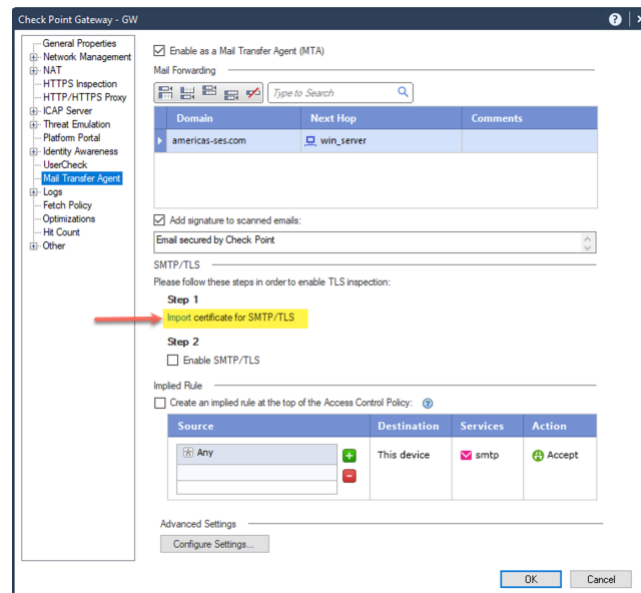 Check Point Gateway - GW
General Properties
Network Management
NAT
HTTPS Inspection
HTTP/HTTPS Proxy
ICAP Server
Threat Emulation
Platform Portal
Identity Awareness
UserCheck
Mail Transfer Agent
Logs
Fetch Policy
Optimizations
Hit Count
Other
Enable as a Mail Transfer Agent (MTA)
Mail Forwarding
Type to Search
Domain Next Hop Comments
americas-ses.com win_server
Add signature to scanned emails:
Email secured by Check Point
SMTP/TLS
Please follow these steps in order to enable TLS inspection:
Step 1
Import certificate for SMTP/TLS
Step 2
Enable SMTP/TLS
Implied Rule
Create an implied rule at the top of the Access Control Policy:
Source Destination Services Action
Any This device smtp Accept
Advanced Settings
Configure Settings...
OK Cancel